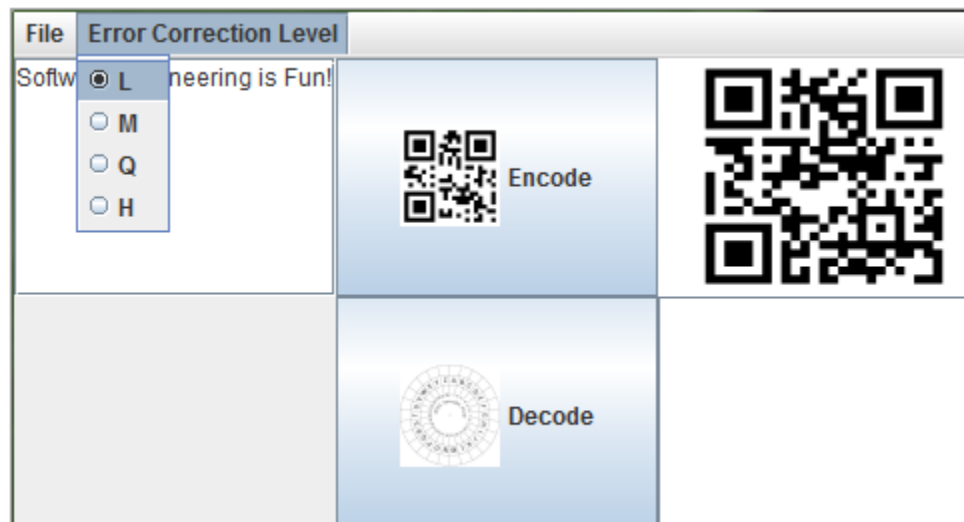 File Error Correction Level
Softw neering is Fun!
L
M
Q
H
Encode
Decode